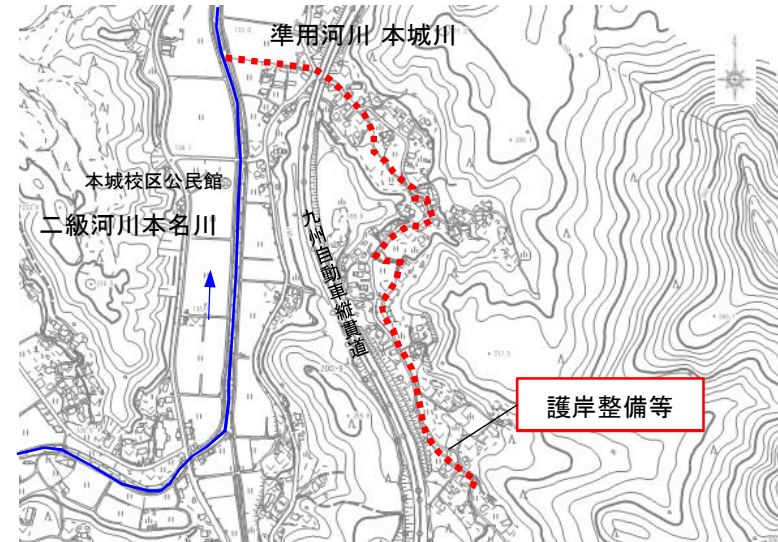 準用河川 本城川
本城校区公民館
二級河川本名川
九州自動車縦貫道
護岸整備等